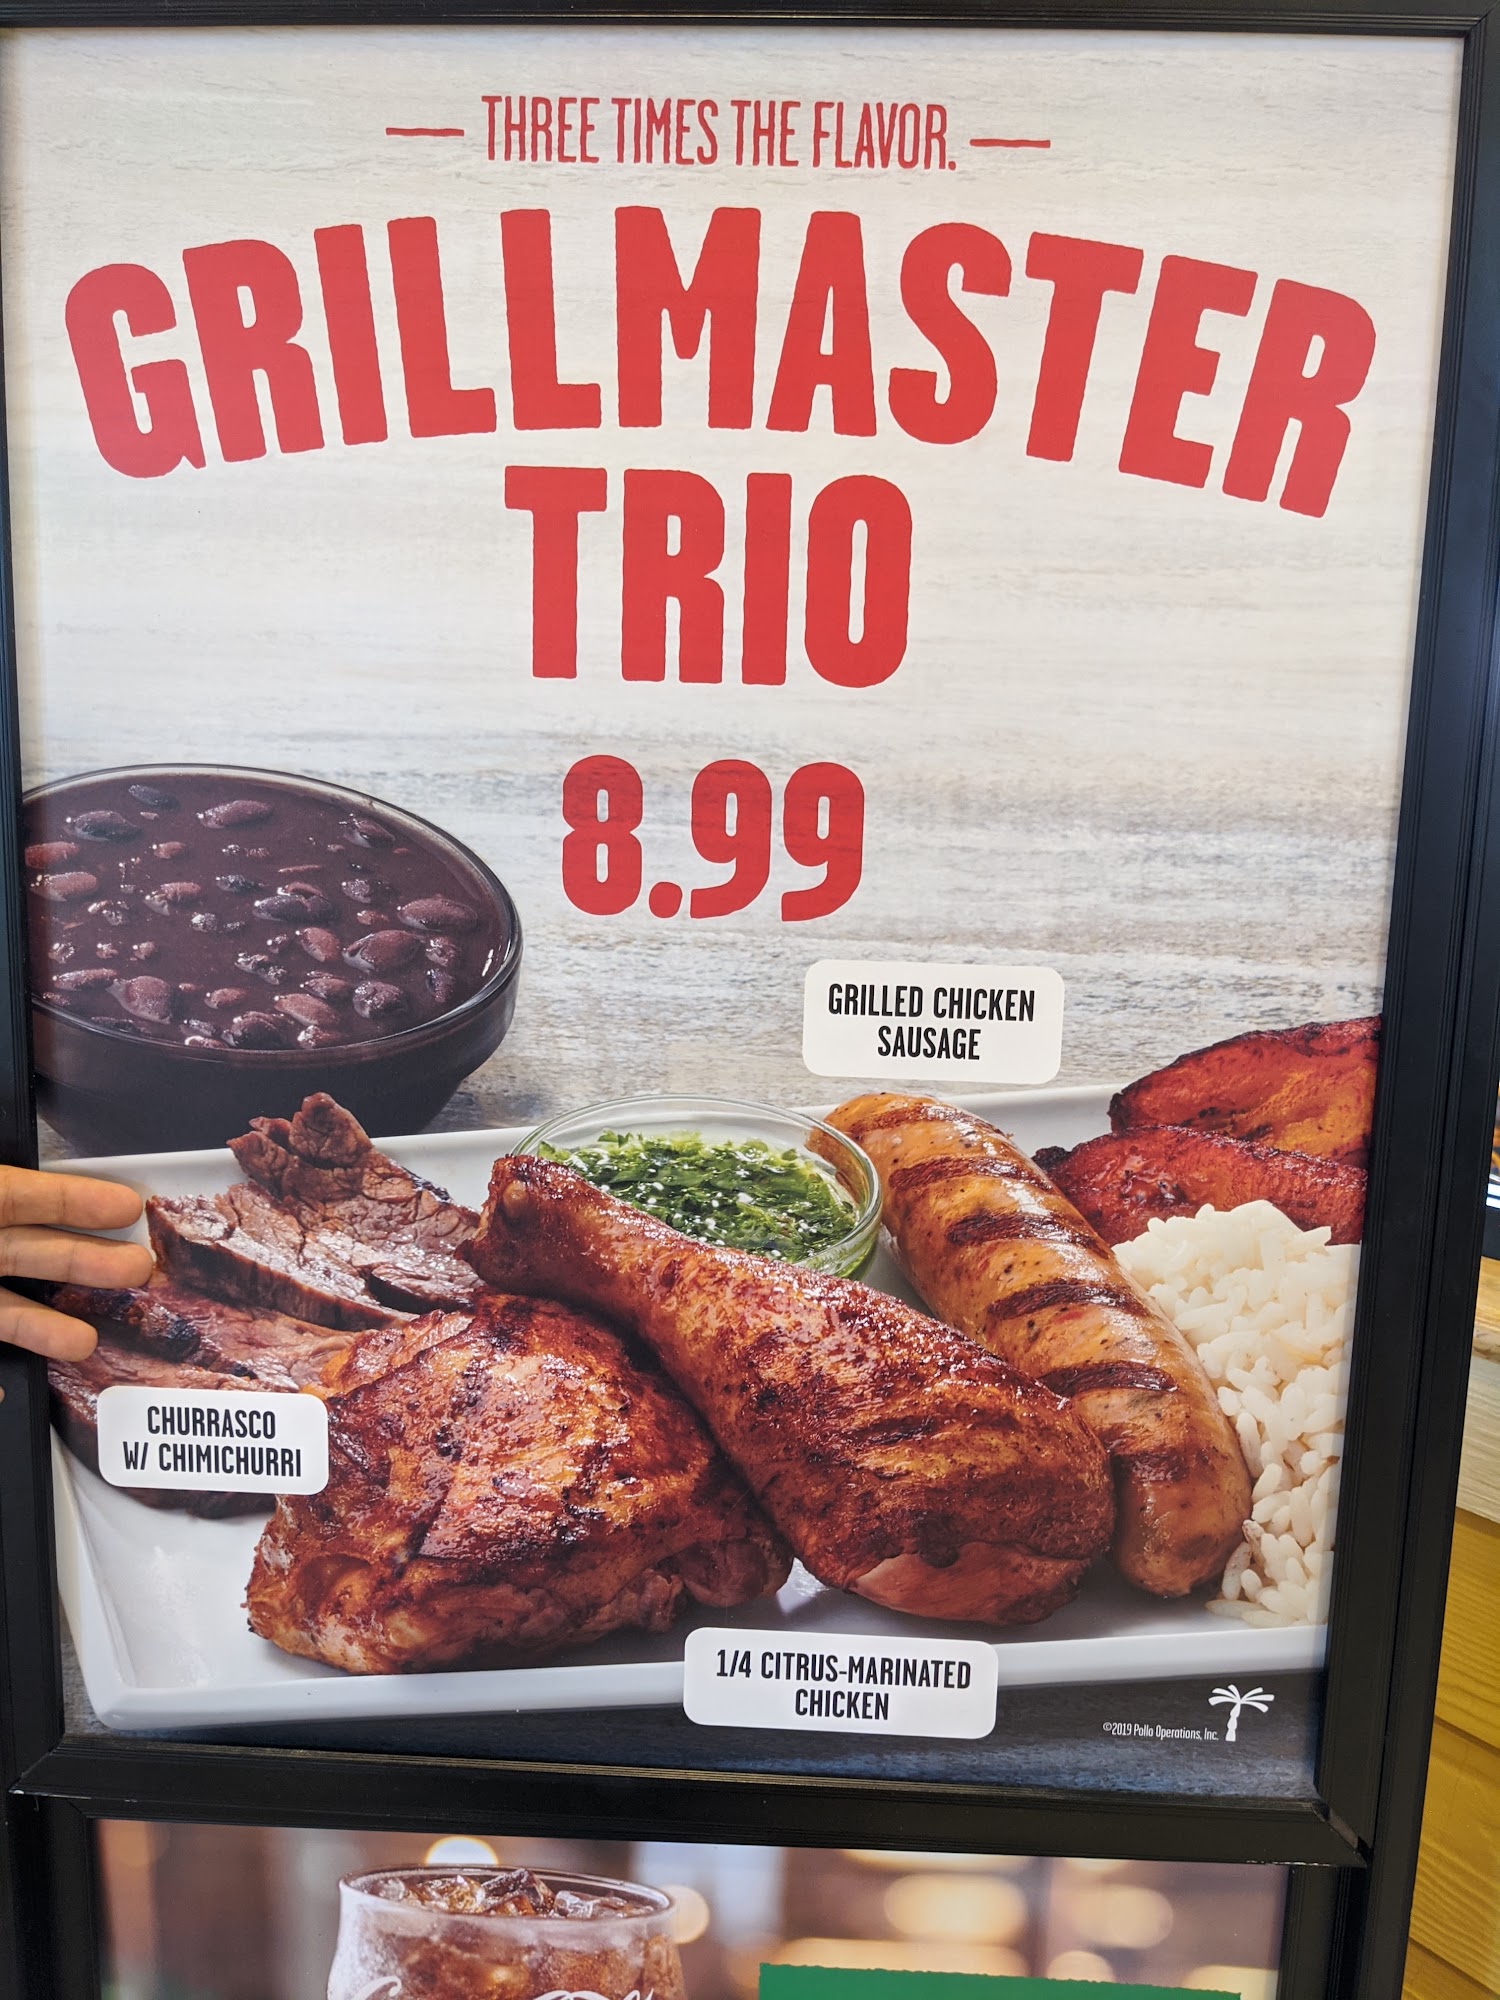 THREE TIMES THE FLAVOR.
GRILLMASTER
TRIO
8.99
GRILLED CHICKEN
SAUSAGE
CHURRASCO
W/ CHIMICHURRI
1/4 CITRUS-MARINATED
CHICKEN
©2019 Pollo Operations, Inc.